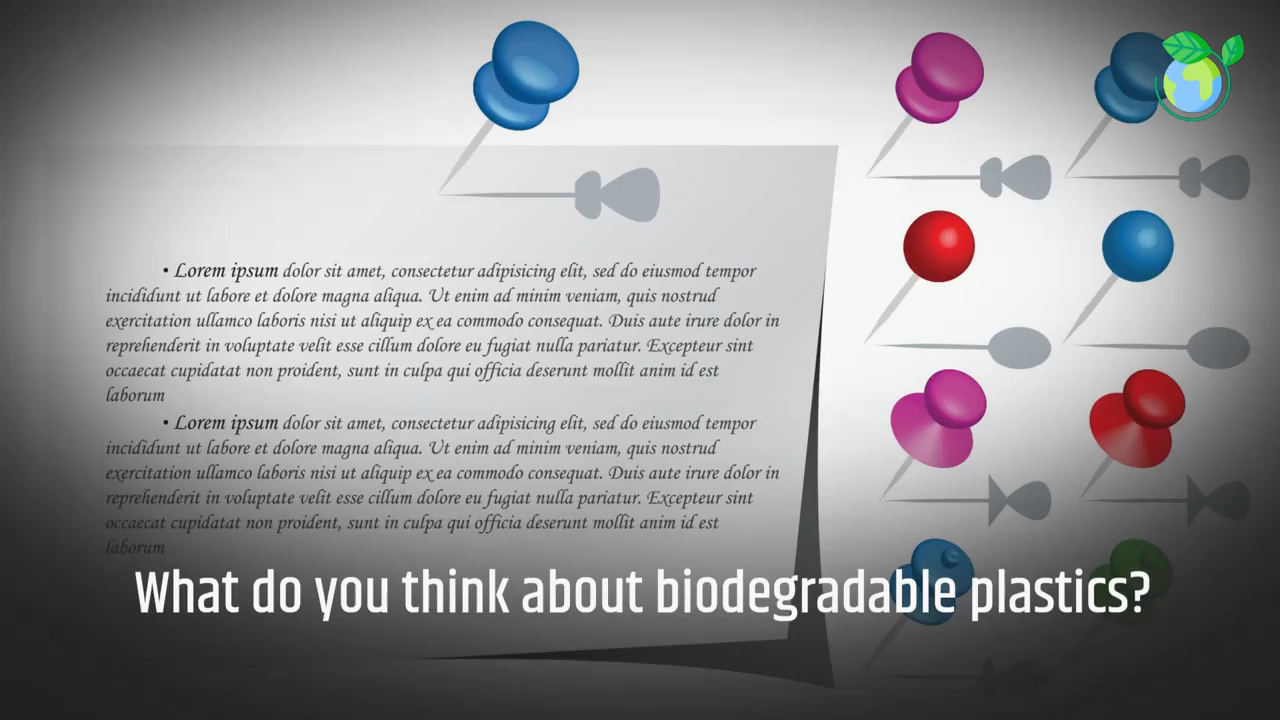 • Lorem ipsum dolor sit amet, consectetur adipisicing elit, sed do eiusmod tempor
incididunt ut labore et dolore magna aliqua. Ut enim ad minim veniam, quis nostrud
exercitation ullamco laboris nisi ut aliquip ex ea commodo consequat. Duis aute irure dolor in
reprehenderit in voluptate velit esse cillum dolore eu fugiat nulla pariatur. Excepteur sint
occaecat cupidatat non proident, sunt in culpa qui officia deserunt mollit anim id est
laborum
• Lorem ipsum dolor sit amet, consectetur adipisicing elit, sed do eiusmod tempor
incididunt ut labore et dolore magna aliqua. Ut enim ad minim veniam, quis nostrud
exercitation ullamco laboris nisi ut aliquip ex ea commodo consequat. Duis aute irure dolor in
reprehenderit in voluptate velit esse cillum dolore eu fugiat nulla pariatur. Excepteur sint
occaecat cupidatat non proident, sunt in culpa qui officia deserunt mollit anim id est
laborum
What do you think about biodegradable plastics?